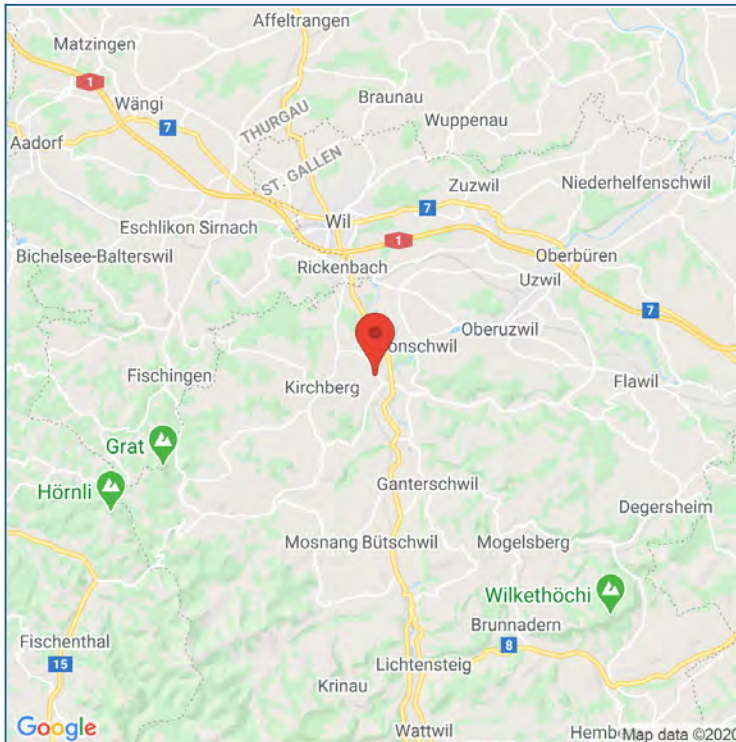 Affeltrangen
Matzingen
1
Wängi
Braunau
THURGAU
7
Wuppenau
Aadorf
ST. GALLEN
Zuzwil
Niederhelfenschwil
7
Eschlikon Sirnach
Wil
1
Bichelsee-Balterswil
Oberbüren
Rickenbach
Uzwil
7
Oberuzwil
onschwil
Fischingen
Kirchberg
Flawil
Grat
Hörnli
Ganterschwil
Degersheim
Mosnang Bütschwil
Mogelsberg
Wilkethöchi
Brunnadern
Fischenthal
8
15
Lichtensteig
Krinau
Google
Wattwil
Hembe
Map data ©2020